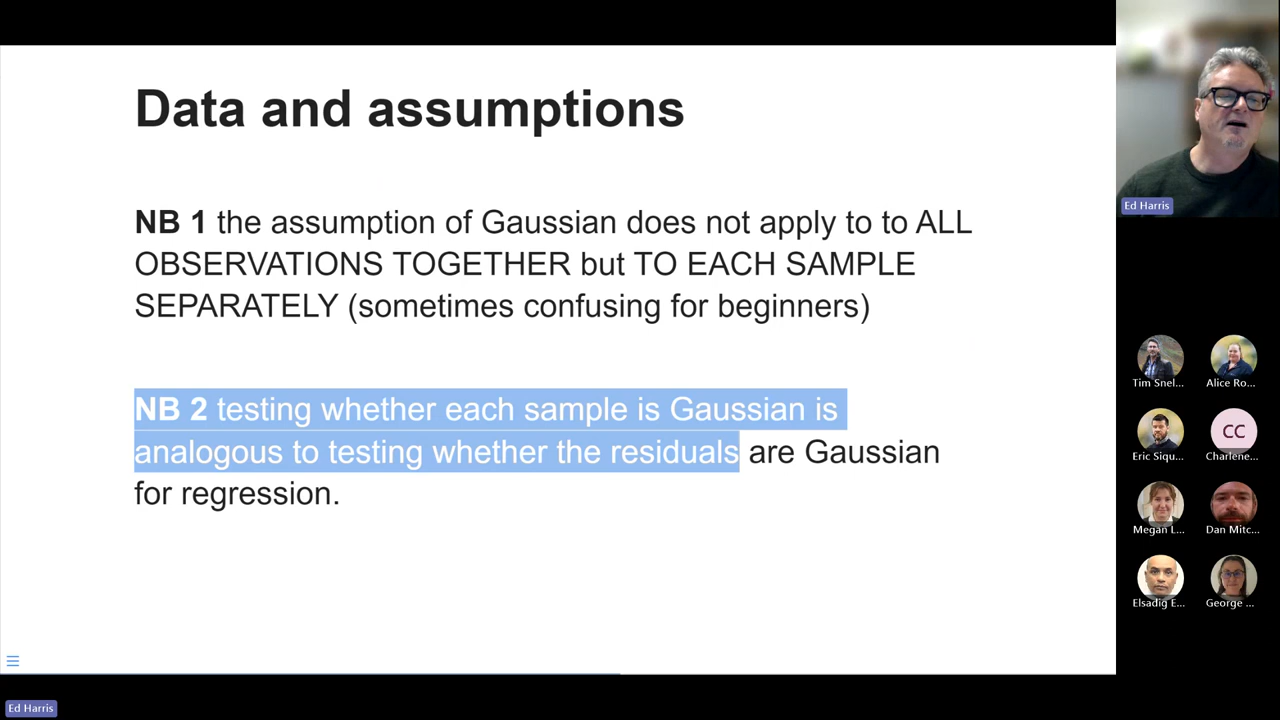 Data and assumptions
NB 1 the assumption of Gaussian does not apply to to ALL
OBSERVATIONS TOGETHER but TO EACH SAMPLE
SEPARATELY (sometimes confusing for beginners)
NB 2 testing whether each sample is Gaussian is
analogous to testing whether the residuals are Gaussian
for regression.
Ed Harris
Tim Snel...
Alice Ro...
Eric Siqu...
CC
Charlene...
Megan L...
Dan Mitc...
Elsadig E...
George ...
Ed Harris